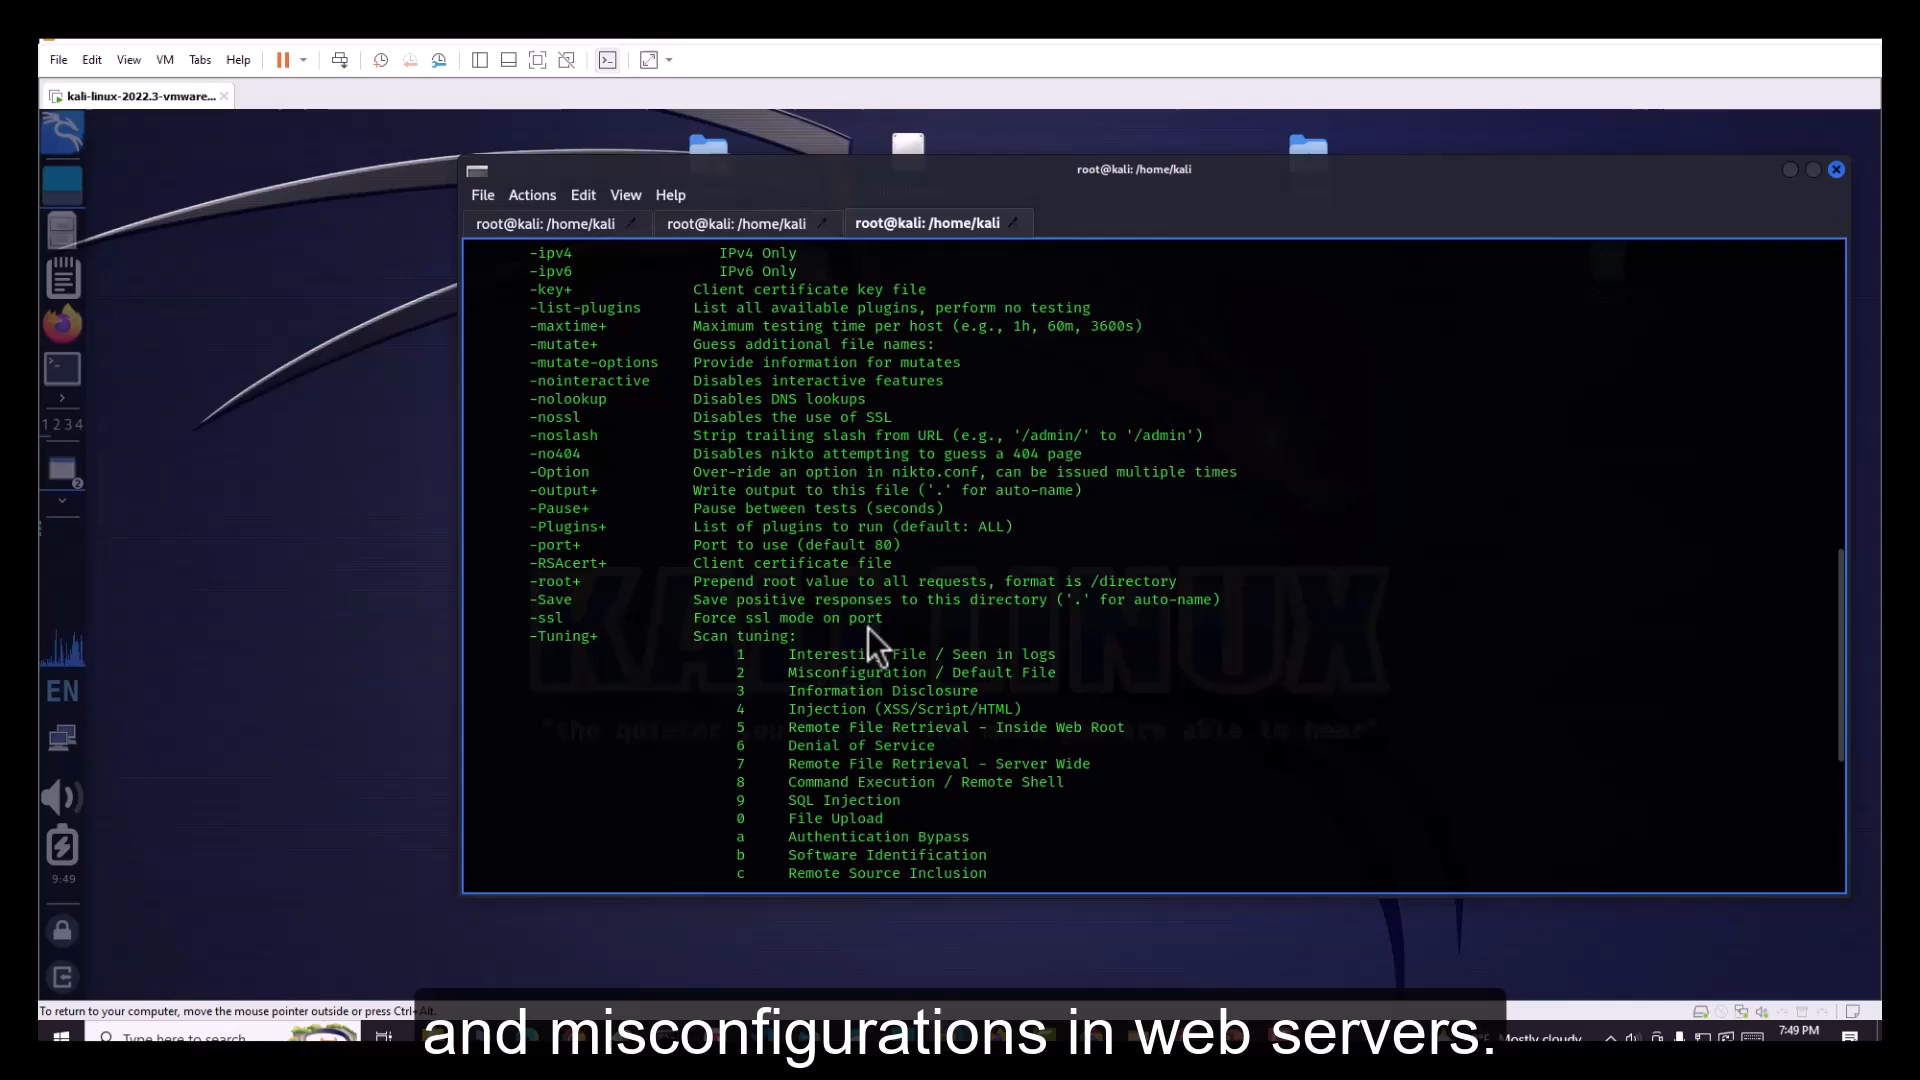 File Edit View VM Tabs Help
kali-linux-2022.3-vmware...
root@kali: /home/kali
File Actions Edit View Help
root@kali: /home/kali root@kali: /home/kali root@kali: /home/kali
-ipv4 IPv4 Only
-ipv6 IPv6 Only
-key+ Client certificate key file
-list-plugins List all available plugins, perform no testing
-maxtime+ Maximum testing time per host (e.g., 1h, 60m, 3600s)
-mutate+ Guess additional file names:
-mutate-options Provide information for mutates
-nointeractive Disables interactive features
-nolookup Disables DNS lookups
-nossl Disables the use of SSL
-noslash Strip trailing slash from URL (e.g., '/admin/' to '/admin')
-no404 Disables nikto attempting to guess a 404 page
-Option Over-ride an option in nikto.conf, can be issued multiple times
-output+ Write output to this file ('.' for auto-name)
-Pause+ Pause between tests (seconds)
-Plugins+ List of plugins to run (default: ALL)
-port+ Port to use (default 80)
-RSAcert+ Client certificate file
-root+ Prepend root value to all requests, format is /directory
-Save Save positive responses to this directory ('.' for auto-name)
-ssl Force ssl mode on port
-Tuning+ Scan tuning:
1 Interesting File / Seen in logs
2 Misconfiguration / Default File
3 Information Disclosure
4 Injection (XSS/Script/HTML)
5 Remote File Retrieval - Inside Web Root
6 Denial of Service
7 Remote File Retrieval - Server Wide
8 Command Execution / Remote Shell
9 SQL Injection
0 File Upload
a Authentication Bypass
b Software Identification
c Remote Source Inclusion
KALI LINUX
1 2 3 4
2
EN
9:49
To return to your computer, move the mouse pointer outside or press Ctrl+Alt.
Type here to search
Mostly cloudy
7:49 PM
and misconfigurations in web servers.